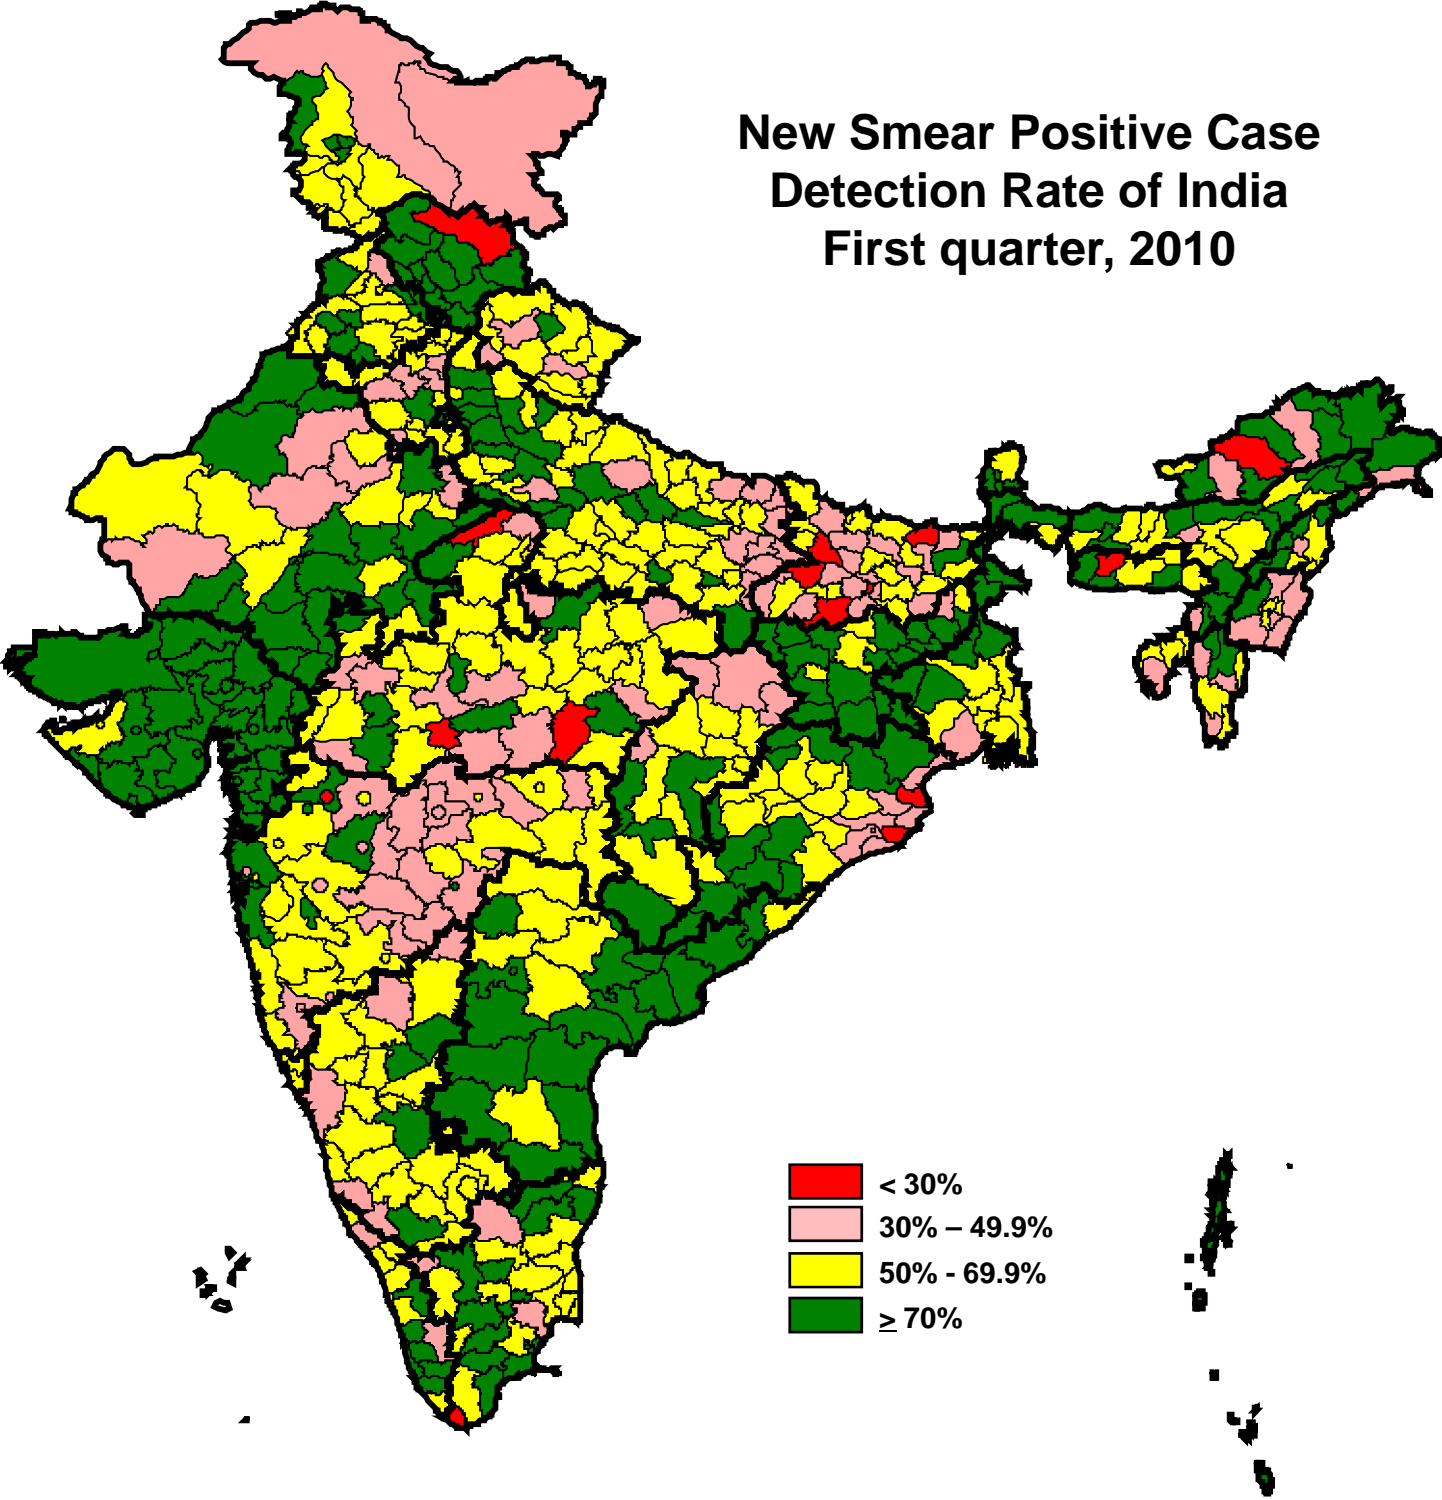 New Smear Positive Case
Detection Rate of India
First quarter, 2010
< 30%
30% – 49.9%
50% - 69.9%
≥ 70%